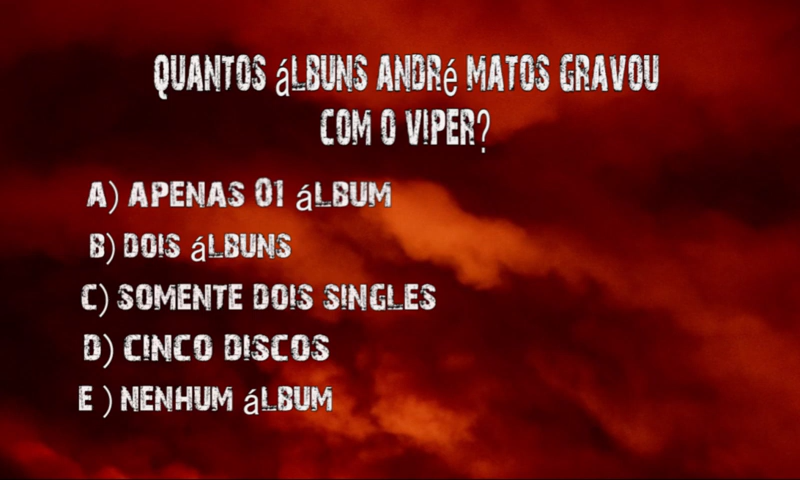 QUANTOS áLBUNS ANDRé MATOS GRAVOU
COM O VIPER?
A) APENAS 01 áLBUM
B) DOIS áLBUNS
C) SOMENTE DOIS SINGLES
D) CINCO DISCOS
E ) NENHUM áLBUM